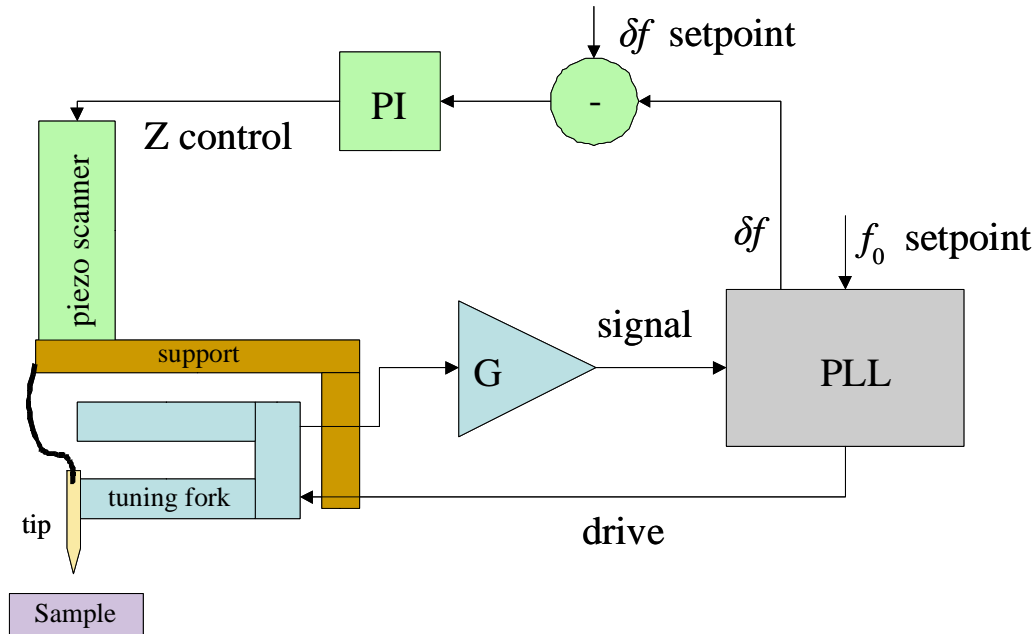 δf setpoint
PI
-
Z control
piezo scanner
δf
f₀ setpoint
signal
support
G
PLL
tuning fork
tip
drive
Sample